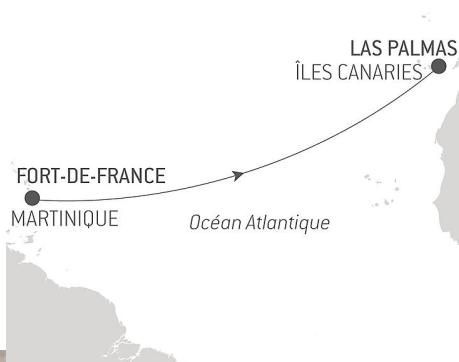 LAS PALMAS
ÎLES CANARIES
FORT-DE-FRANCE
MARTINIQUE
Océan Atlantique